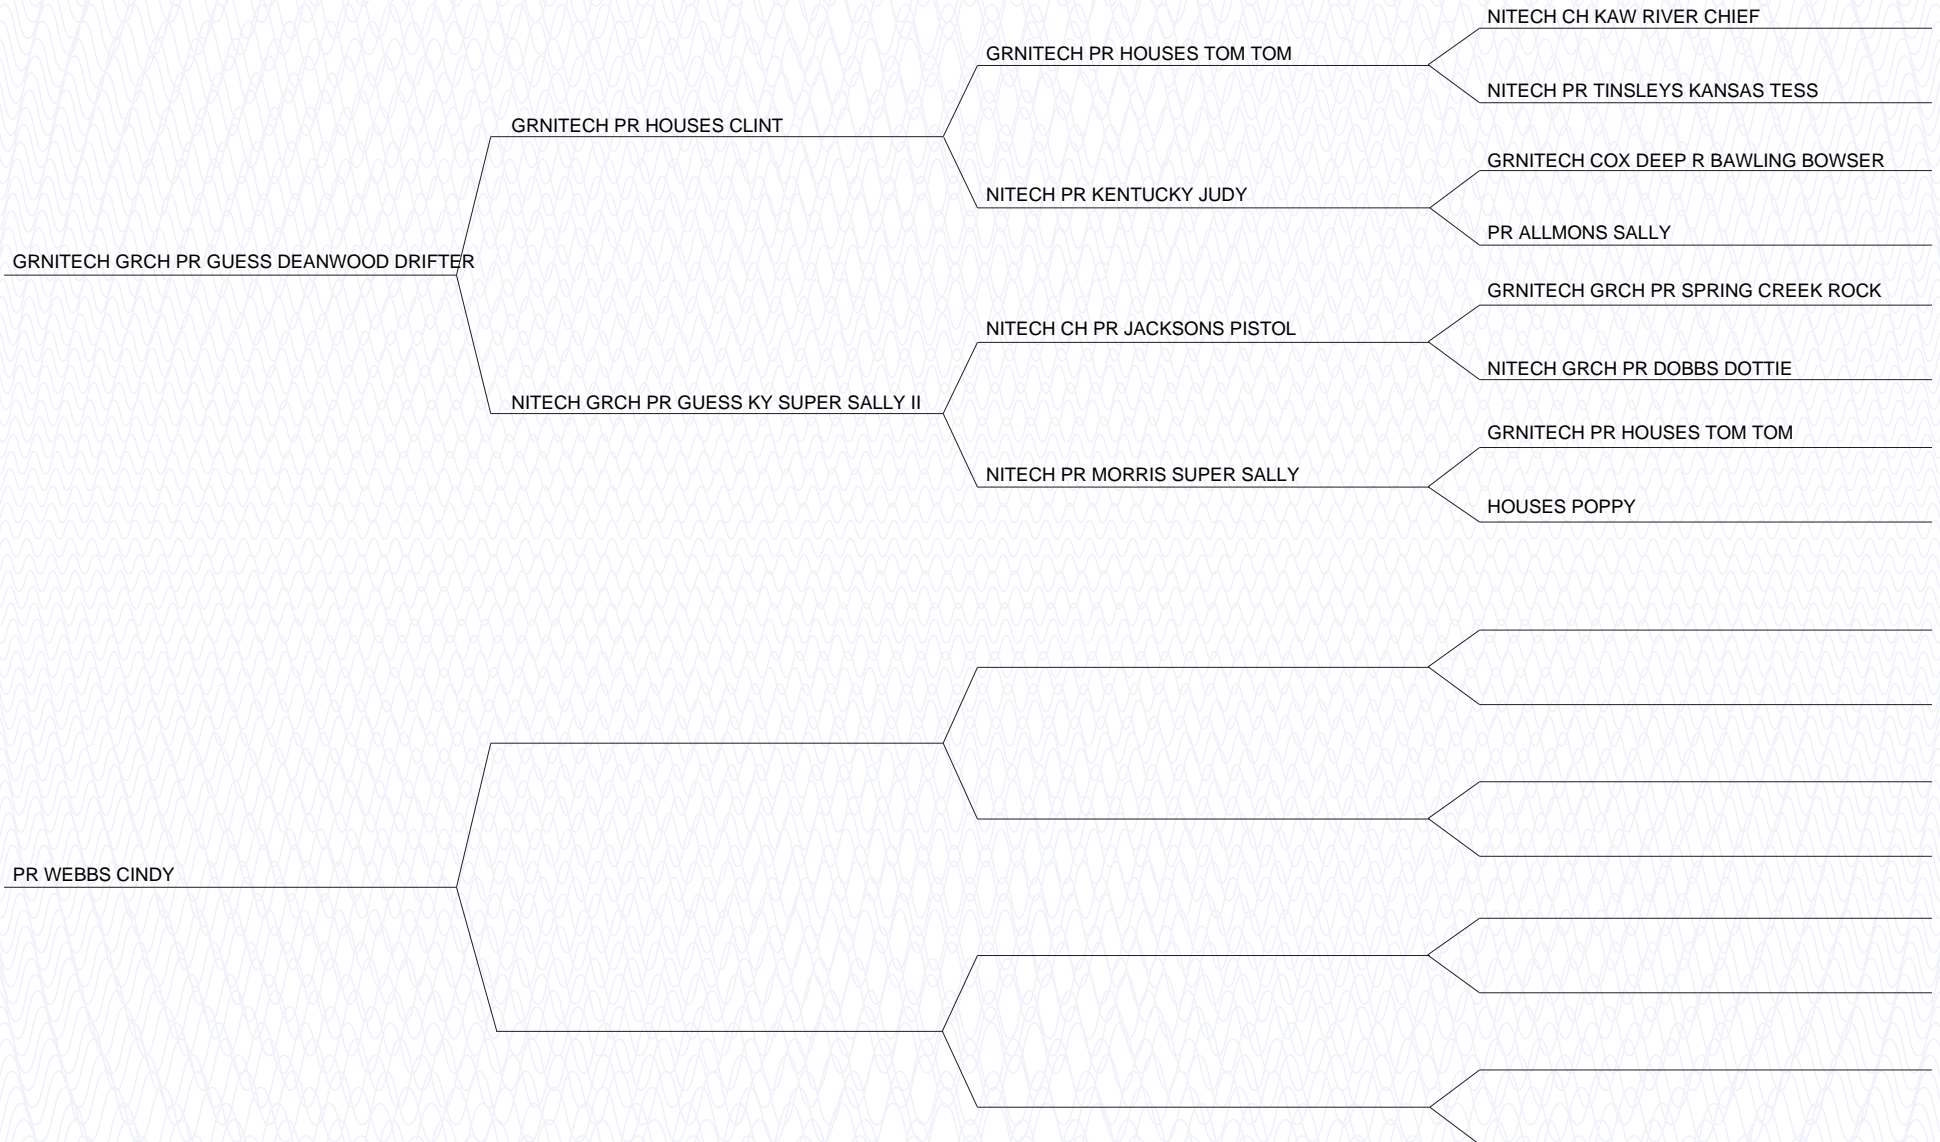 NITECH CH KAW RIVER CHIEF
GRNITECH PR HOUSES TOM TOM
NITECH PR TINSLEYS KANSAS TESS
GRNITECH PR HOUSES CLINT
GRNITECH COX DEEP R BAWLING BOWSER
NITECH PR KENTUCKY JUDY
PR ALLMONS SALLY
GRNITECH GRCH PR GUESS DEANWOOD DRIFTER
GRNITECH GRCH PR SPRING CREEK ROCK
NITECH CH PR JACKSONS PISTOL
NITECH GRCH PR DOBBS DOTTIE
NITECH GRCH PR GUESS KY SUPER SALLY II
GRNITECH PR HOUSES TOM TOM
NITECH PR MORRIS SUPER SALLY
HOUSES POPPY
PR WEBBS CINDY